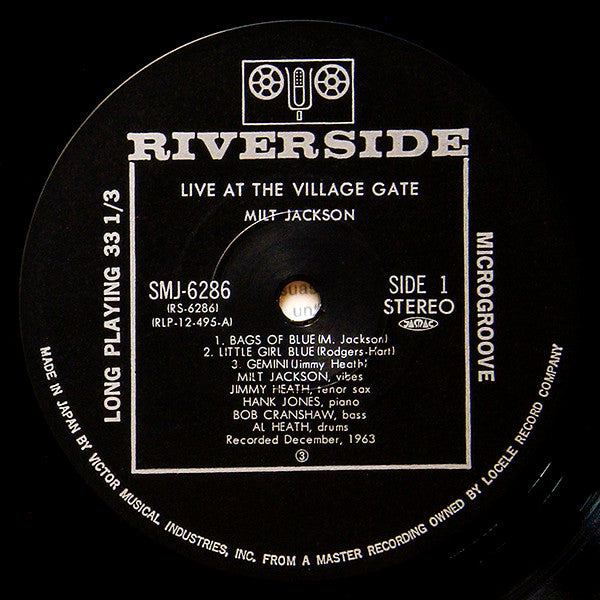 RIVERSIDE
LIVE AT THE VILLAGE GATE
MILT JACKSON
LONG PLAYING 33 1/3
MICROGROOVE
SMJ-6286
(RS-6286)
(RLP-12-495-A)
SIDE 1
STEREO
1. BAGS OF BLUE (M. Jackson)
2. LITTLE GIRL BLUE (Rodgers-Hart)
3. GEMINI (Jimmy Heath)
MILT JACKSON, vibes
JIMMY HEATH, tenor sax
HANK JONES, piano
BOB CRANSHAW, bass
AL HEATH, drums
Recorded December, 1963
3
MADE IN JAPAN BY VICTOR MUSICAL INDUSTRIES, INC. FROM A MASTER RECORDING OWNED BY LOCELE RECORD COMPANY